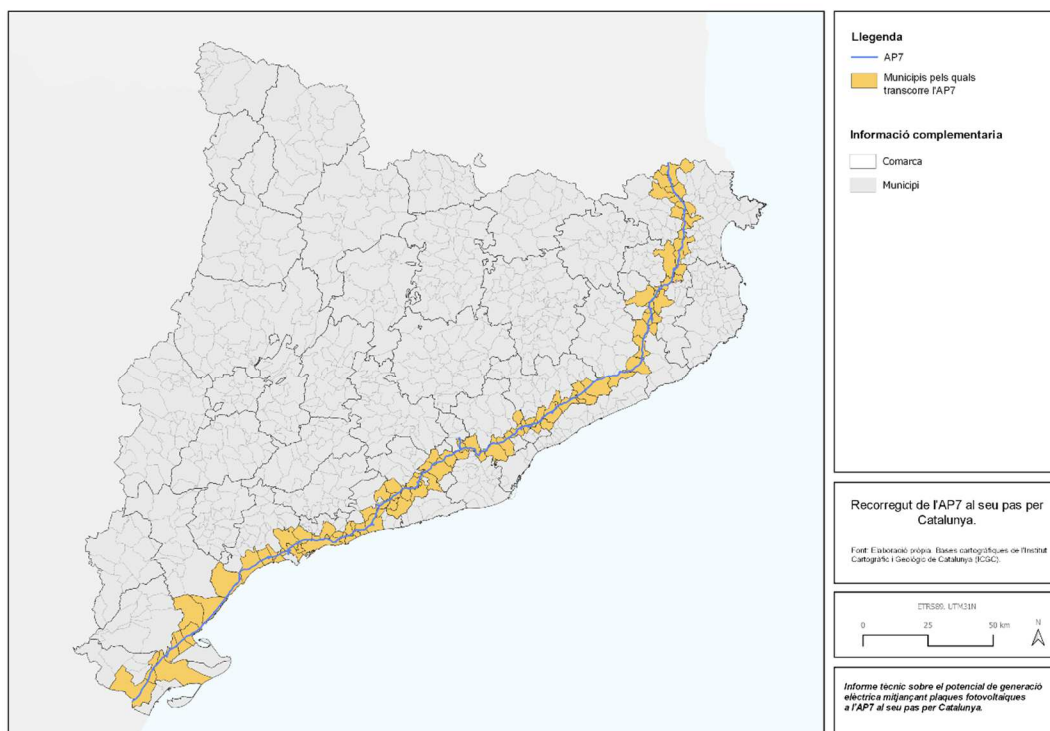 Llegenda
AP7
Municipis pels quals
transcorre l'AP7
Informació complementaria
Comarca
Municipi
Recorregut de l'AP7 al seu pas per
Catalunya.
Font: Elaboració pròpia. Bases cartogràfiques de l'Institut
Cartogràfic i Geològic de Catalunya (ICGC).
ETRS89. UTM31N
0 25 50 km
N
Informe tècnic sobre el potencial de generació
elèctrica mitjançant plaques fotovoltaiques
a l'AP7 al seu pas per Catalunya.